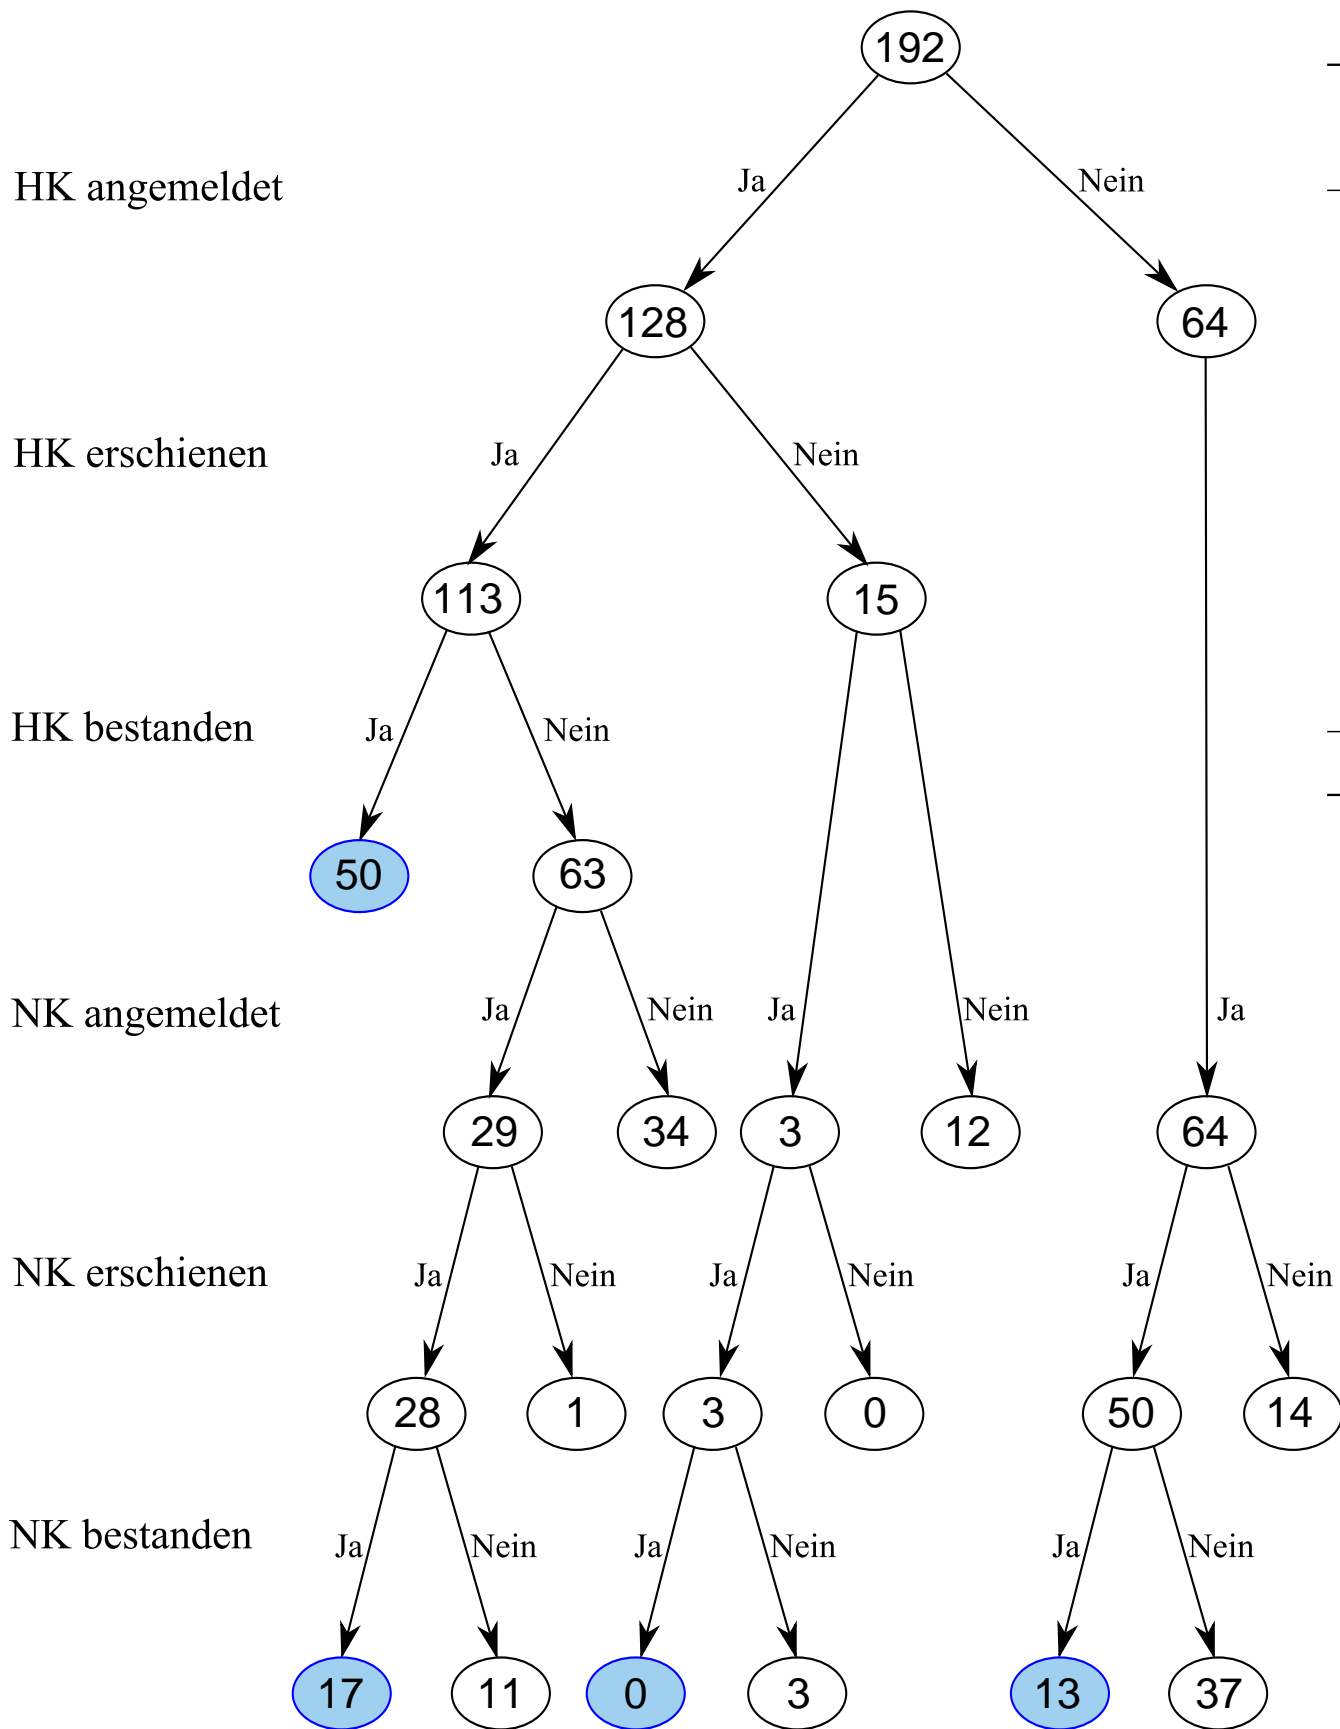 192
HK angemeldet Ja Nein
128 64
HK erschienen Ja Nein
113 15
HK bestanden Ja Nein
50 63
NK angemeldet Ja Nein Ja Nein Ja
29 34 3 12 64
NK erschienen Ja Nein Ja Nein Ja Nein
28 1 3 0 50 14
NK bestanden Ja Nein Ja Nein Ja Nein
17 11 0 3 13 37